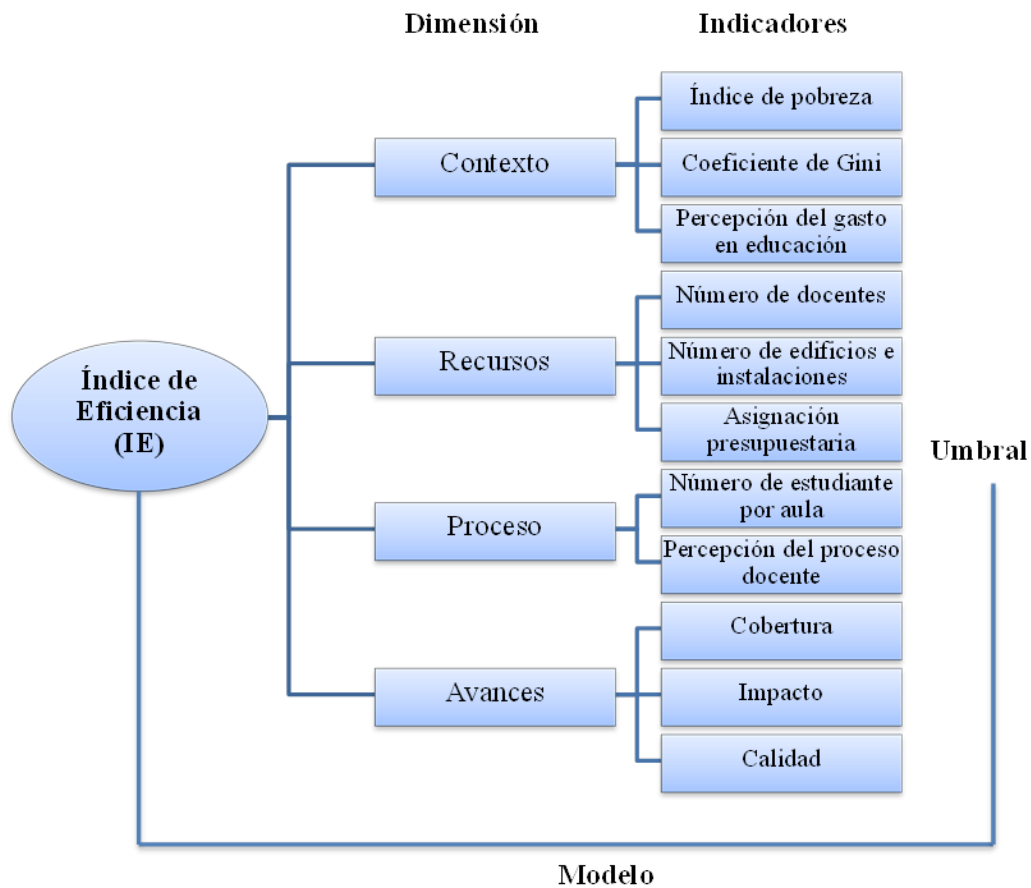 Dimensión
Indicadores
Índice de pobreza
Contexto
Coeficiente de Gini
Percepción del gasto
en educación
Número de docentes
Recursos
Número de edificios e
instalaciones
Asignación
presupuestaria
Índice de
Eficiencia
(IE)
Umbral
Número de estudiante
por aula
Proceso
Percepción del proceso
docente
Cobertura
Avances
Impacto
Calidad
Modelo